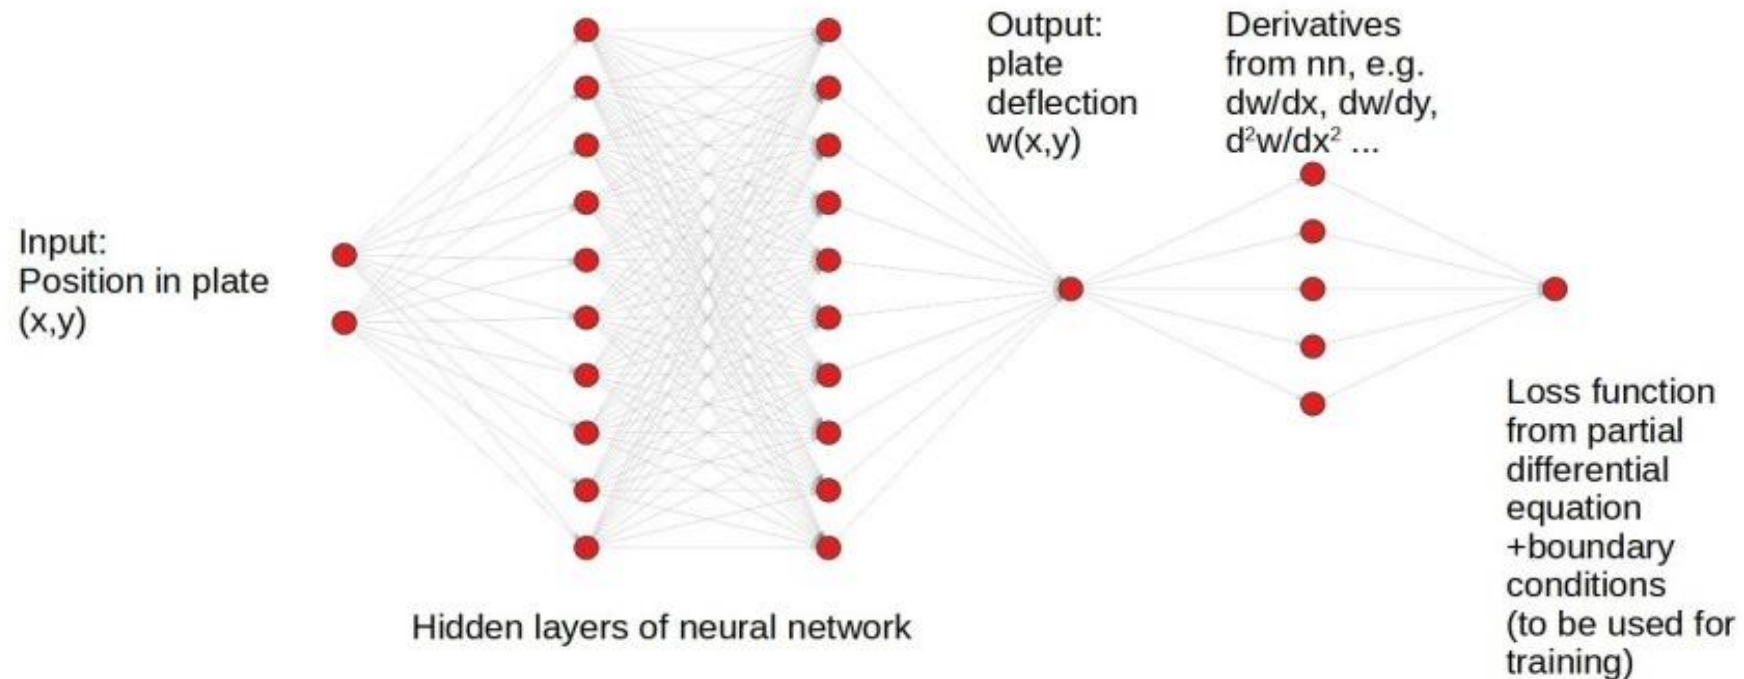 Input:
Position in plate
(x,y)
Hidden layers of neural network
Output:
plate
deflection
w(x,y)
Derivatives
from nn, e.g.
dw/dx, dw/dy,
d²w/dx² ...
Loss function
from partial
differential
equation
+boundary
conditions
(to be used for
training)